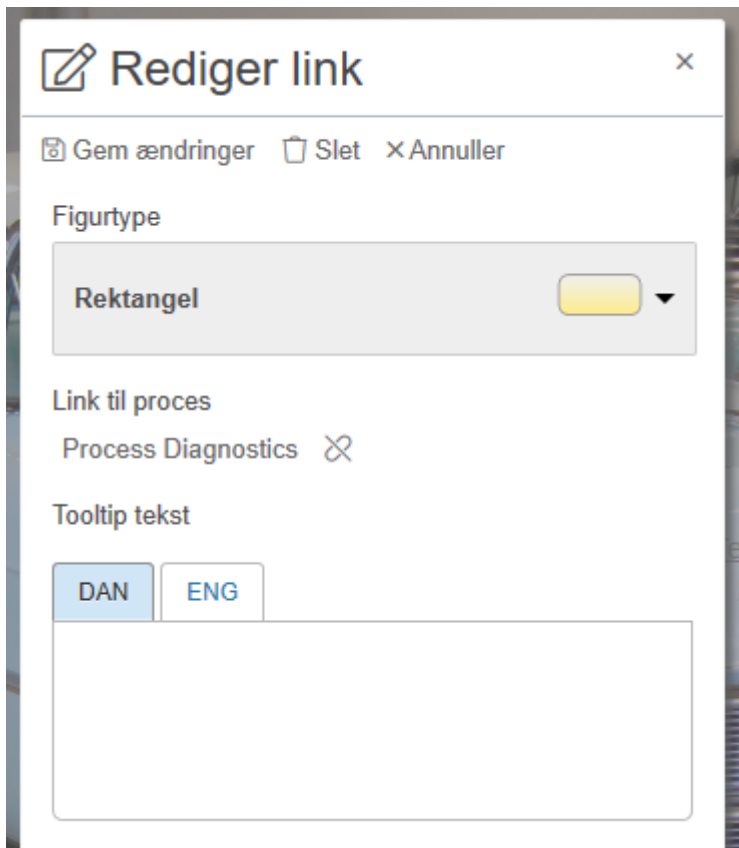 Rediger link
Gem ændringer Slet Annuller
Figurtype
Rektangel
Link til proces
Process Diagnostics
Tooltip tekst
DAN ENG